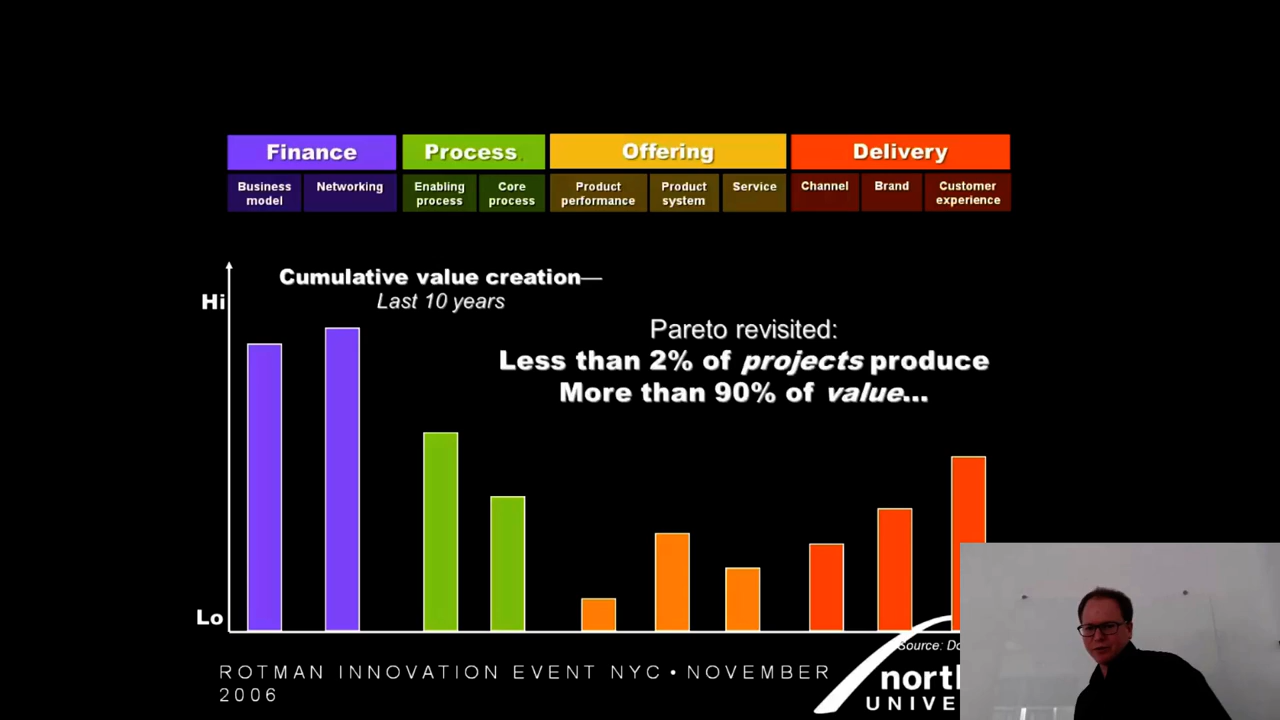 Finance Process Offering Delivery
Business model Networking Enabling process Core process Product performance Product system Service Channel Brand Customer experience
Cumulative value creation—
Last 10 years
Hi
Pareto revisited:
Less than 2% of projects produce
More than 90% of value...
Lo
Source:
ROTMAN INNOVATION EVENT NYC • NOVEMBER
2006